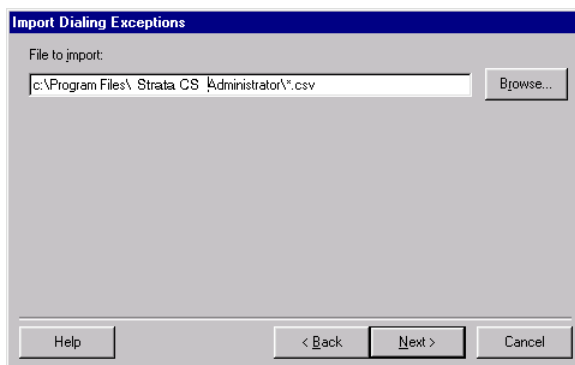 Import Dialing Exceptions
File to import:
c:\Program Files\ Strata CS Administrator\*.csv
Browse...
Help
< Back
Next >
Cancel